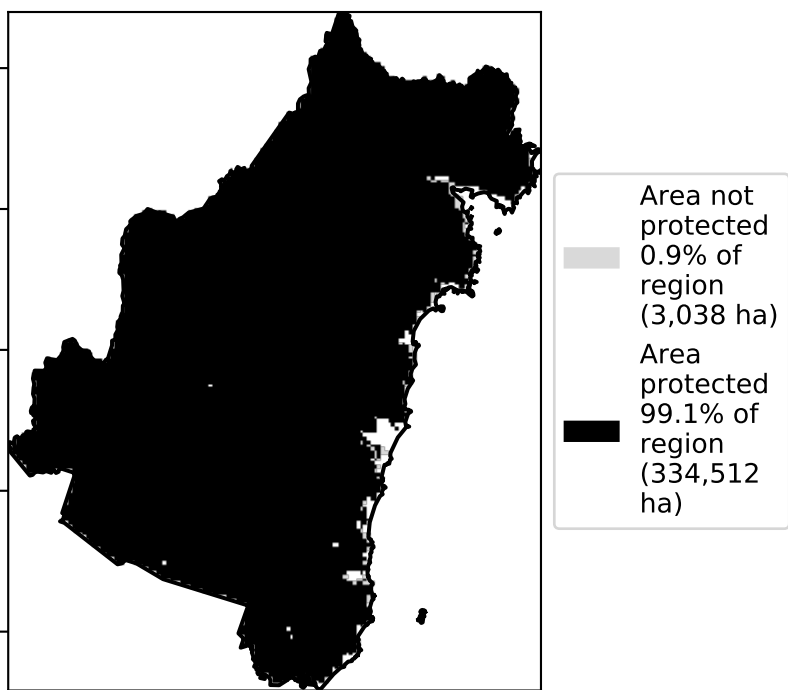 Area not
protected
0.9% of
region
(3,038 ha)
Area
protected
99.1% of
region
(334,512
ha)